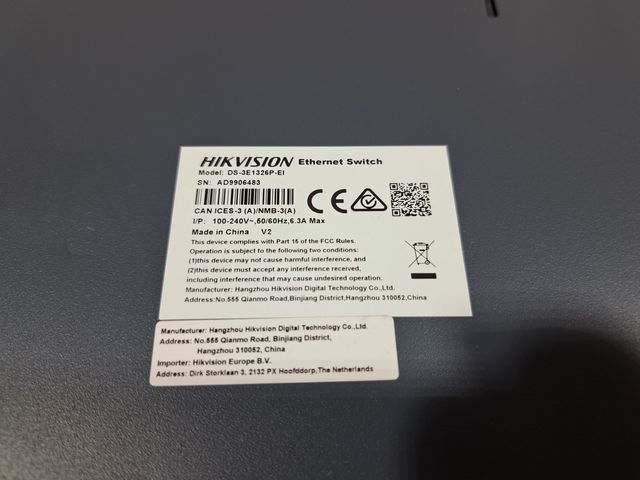 HIKVISION Ethernet Switch
Model: DS-3E1326P-EI
SN: AD9906483
CAN ICES-3 (A)/NMB-3(A)
I/P: 100-240V~,50/60Hz,6.3A Max
Made in China V2
This device complies with Part 15 of the FCC Rules.
Operation is subject to the following two conditions:
(1)this device may not cause harmful interference, and
(2)this device must accept any interference received,
including interference that may cause undesired operation.
Manufacturer: Hangzhou Hikvision Digital Technology Co.,Ltd.
Address:No.555 Qianmo Road,Binjiang District,Hangzhou 310052,China
Manufacturer: Hangzhou Hikvision Digital Technology Co.,Ltd.
Address: No.555 Qianmo Road, Binjiang District,
Hangzhou 310052, China
Importer: Hikvision Europe B.V.
Address: Dirk Storklaan 3, 2132 PX Hoofddorp,The Netherlands